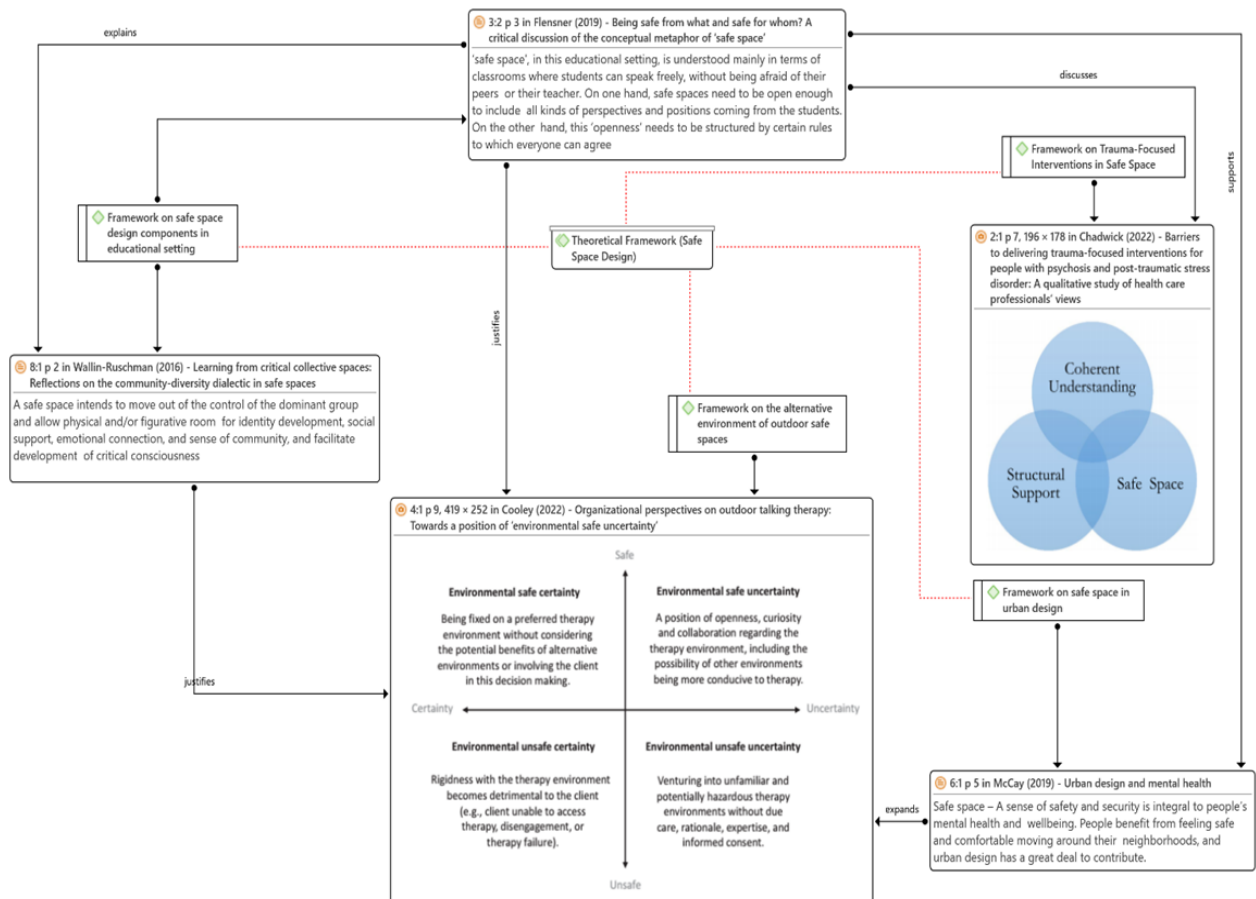 explains
3:2 p 3 in Flensner (2019) - Being safe from what and safe for whom? A
critical discussion of the conceptual metaphor of 'safe space'
'safe space', in this educational setting, is understood mainly in terms of
classrooms where students can speak freely, without being afraid of their
peers or their teacher. On one hand, safe spaces need to be open enough
to include all kinds of perspectives and positions coming from the students.
On the other hand, this 'openness' needs to be structured by certain rules
to which everyone can agree
discusses
supports
Framework on Trauma-Focused
Interventions in Safe Space
Framework on safe space
design components in
educational setting
Theoretical Framework (Safe
Space Design)
2:1 p 7, 196 × 178 in Chadwick (2022) - Barriers
to delivering trauma-focused interventions for
people with psychosis and post-traumatic stress
disorder: A qualitative study of health care
professionals' views
Coherent
Understanding
Structural
Support
Safe Space
justifies
8:1 p 2 in Wallin-Ruschman (2016) - Learning from critical collective spaces:
Reflections on the community-diversity dialectic in safe spaces
A safe space intends to move out of the control of the dominant group
and allow physical and/or figurative room for identity development, social
support, emotional connection, and sense of community, and facilitate
development of critical consciousness
Framework on the alternative
environment of outdoor safe
spaces
justifies
4:1 p 9, 419 × 252 in Cooley (2022) - Organizational perspectives on outdoor talking therapy:
Towards a position of 'environmental safe uncertainty'
Safe
Environmental safe certainty
Being fixed on a preferred therapy
environment without considering
the potential benefits of alternative
environments or involving the client
in this decision making.
Environmental safe uncertainty
A position of openness, curiosity
and collaboration regarding the
therapy environment, including the
possibility of other environments
being more conducive to therapy.
Certainty
Uncertainty
Environmental unsafe certainty
Rigidness with the therapy environment
becomes detrimental to the client
(e.g., client unable to access
therapy, disengagement, or
therapy failure).
Environmental unsafe uncertainty
Venturing into unfamiliar and
potentially hazardous therapy
environments without due
care, rationale, expertise, and
informed consent.
Unsafe
Framework on safe space in
urban design
expands
6:1 p 5 in McCay (2019) - Urban design and mental health
Safe space – A sense of safety and security is integral to people's
mental health and wellbeing. People benefit from feeling safe
and comfortable moving around their neighborhoods, and
urban design has a great deal to contribute.